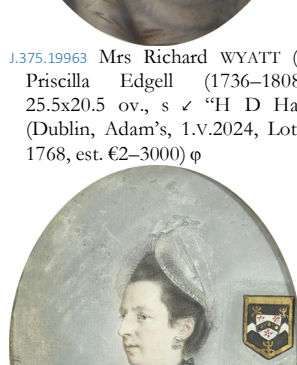 J.375.19963 Mrs Richard WYATT (
Priscilla Edgell (1736–1808
25.5x20.5 ov., s ↙ “H D Ha
(Dublin, Adam’s, 1.V.2024, Lot
1768, est. €2–3000) φ